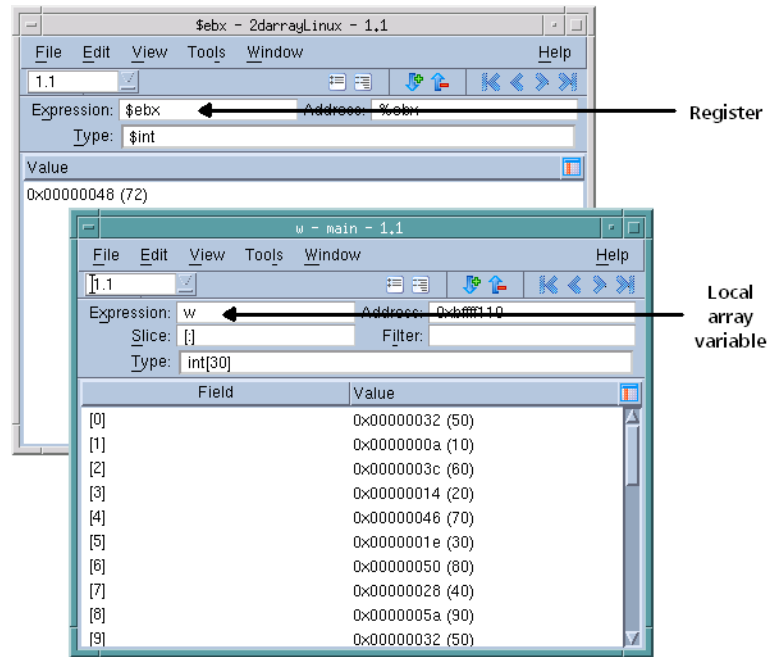 $ebx - 2darrayLinux - 1.1
File Edit View Tools Window Help
1.1
Expression: $ebx Address: %ebx
Register
Type: $int
Value
0x00000048 (72)
w - main - 1.1
File Edit View Tools Window Help
1.1
Expression: w Address: 0xbffff110
Local
array
variable
Slice: [:] Filter:
Type: int[30]
Field Value
[0] 0x00000032 (50)
[1] 0x0000000a (10)
[2] 0x0000003c (60)
[3] 0x00000014 (20)
[4] 0x00000046 (70)
[5] 0x0000001e (30)
[6] 0x00000050 (80)
[7] 0x00000028 (40)
[8] 0x0000005a (90)
[9] 0x00000032 (50)